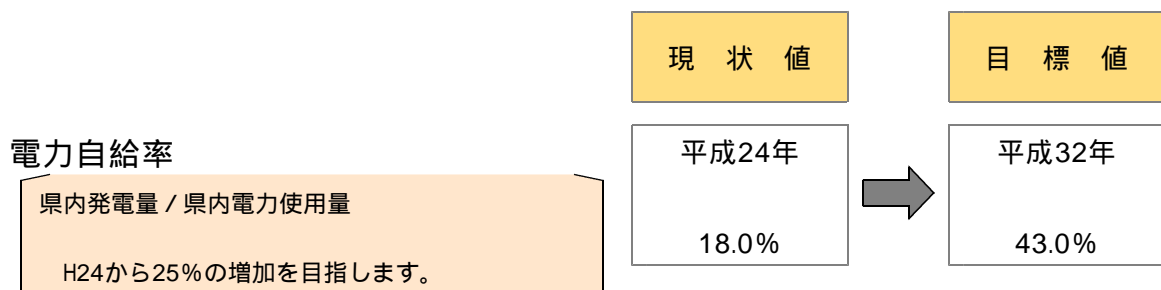 現 状 値
目 標 値
電力自給率
県内発電量 / 県内電力使用量
H24から25%の増加を目指します。
平成24年
18.0%
平成32年
43.0%